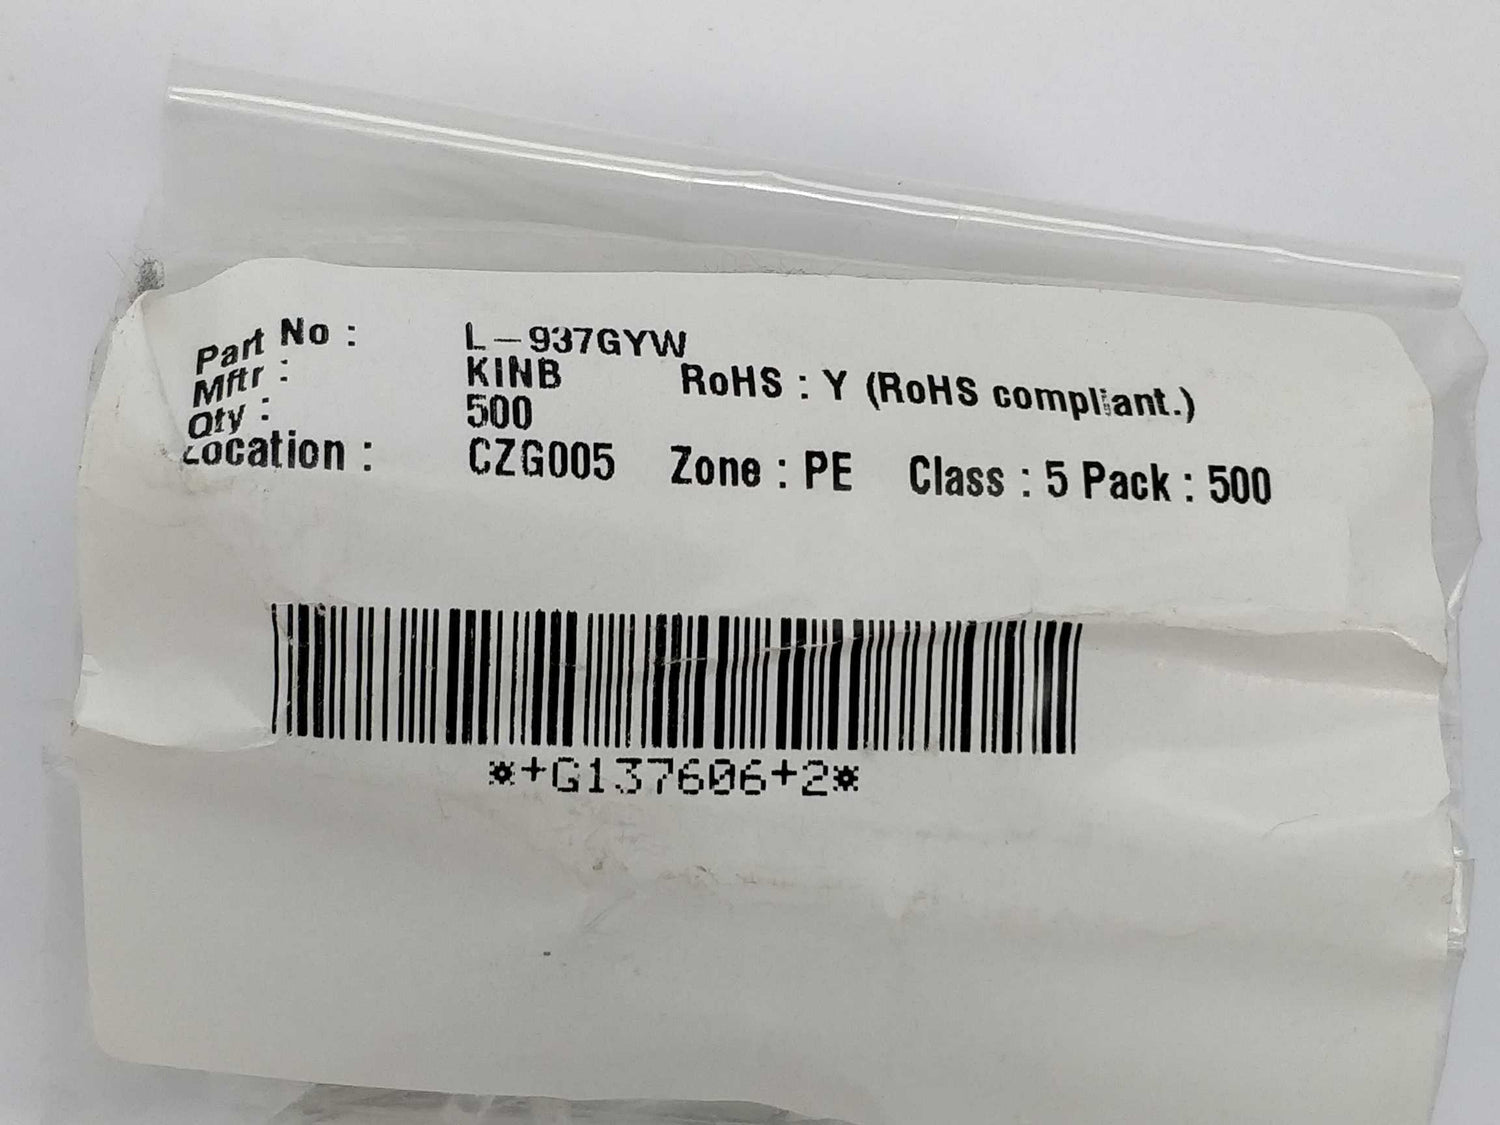 Part No : L-937GYW
Mftr : KINB RoHS : Y (RoHS compliant.)
Qty : 500
Location : CZG005 Zone : PE Class : 5 Pack : 500
*+G137606+2*